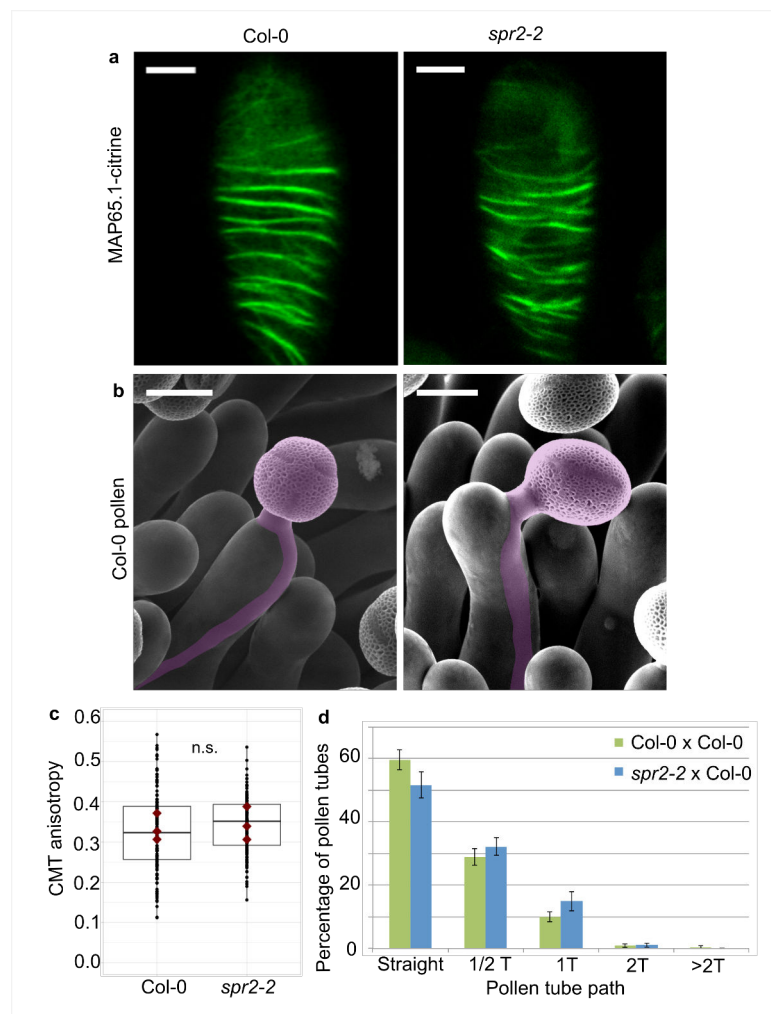 Col-0 spr2-2
a
MAP65.1-citrine
b
Col-0 pollen
c
0.6
0.5
0.4
0.3
0.2
0.1
0.0
CMT anisotropy
n.s.
Col-0 spr2-2
d
Col-0 x Col-0
spr2-2 x Col-0
60
40
20
0
Percentage of pollen tubes
Straight 1/2 T 1T 2T >2T
Pollen tube path